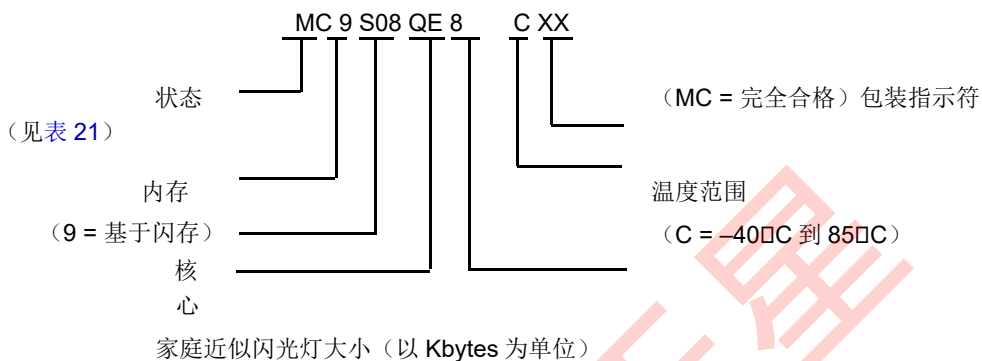 MC 9 S08 QE 8 C XX
状态
（MC = 完全合格）包装指示符
（见表 21）
内存
温度范围
（9 = 基于闪存）
（C = –40□C 到 85□C）
核
心
家庭近似闪光灯大小（以 Kbytes 为单位）